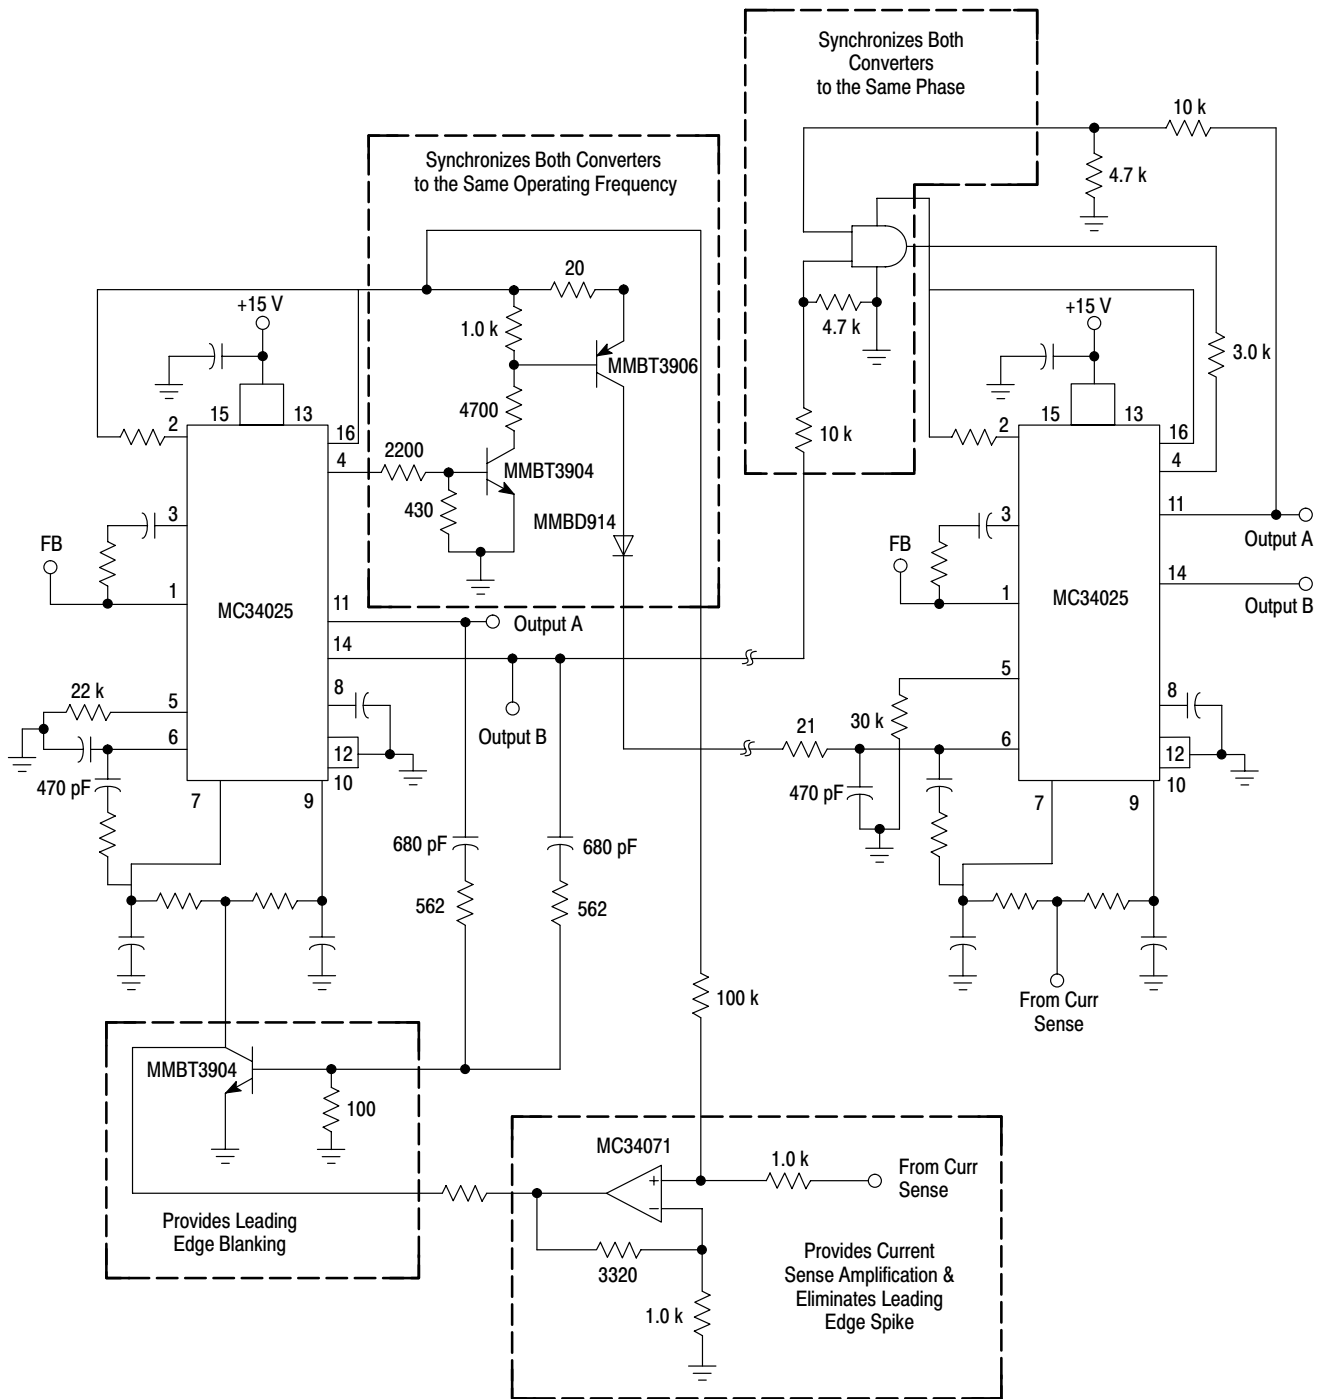 Synchronizes Both
Converters
to the Same Phase
10 k
4.7 k
Synchronizes Both Converters
to the Same Operating Frequency
20
1.0 k
MMBT3906
4700
2200
MMBT3904
430
MMBD914
4.7 k
10 k
3.0 k
+15 V
15
13
2
16
4
3
FB
1
MC34025
11
Output A
14
22 k
5
8
6
12
10
470 pF
7
9
Output B
+15 V
15
13
2
16
4
3
11
Output A
FB
14
1
MC34025
Output B
5
30 k
8
21
6
12
10
470 pF
7
9
680 pF
680 pF
562
562
100 k
From Curr
Sense
MMBT3904
100
Provides Leading
Edge Blanking
MC34071
+
−
1.0 k
From Curr
Sense
3320
1.0 k
Provides Current
Sense Amplification &
Eliminates Leading
Edge Spike